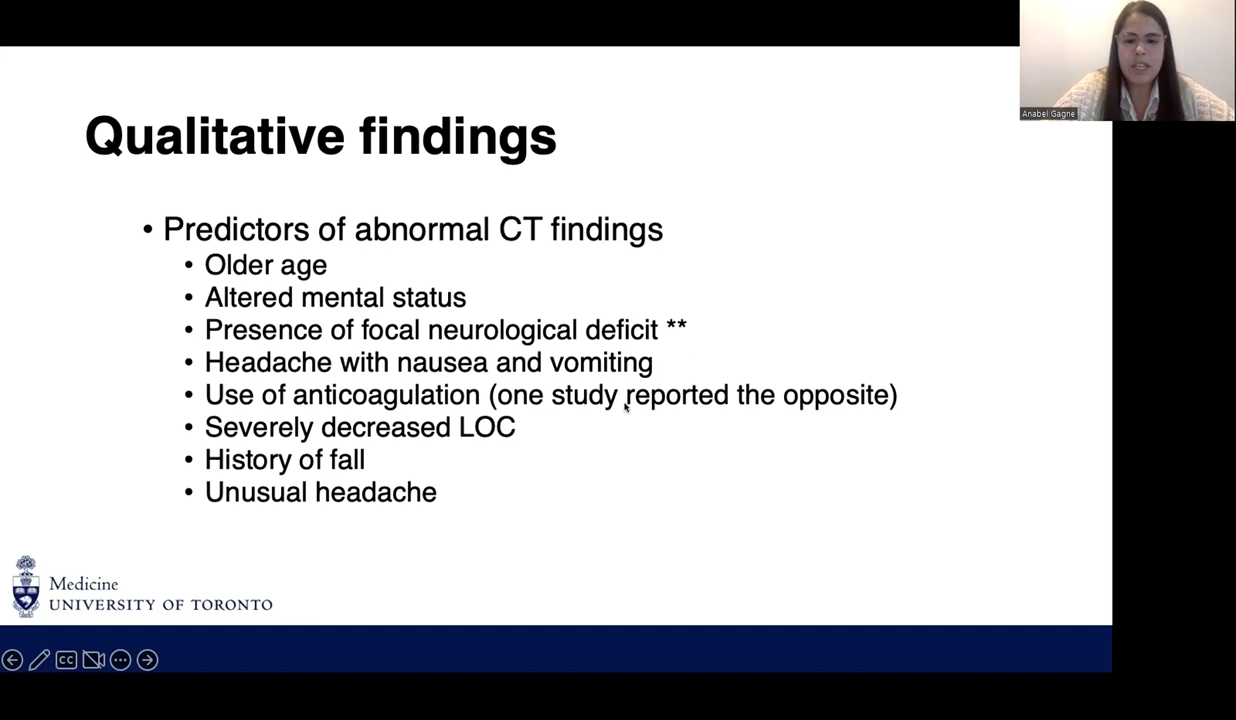 Anabel Gagne
Qualitative findings
• Predictors of abnormal CT findings
• Older age
• Altered mental status
• Presence of focal neurological deficit **
• Headache with nausea and vomiting
• Use of anticoagulation (one study reported the opposite)
• Severely decreased LOC
• History of fall
• Unusual headache
Medicine
UNIVERSITY OF TORONTO
CC